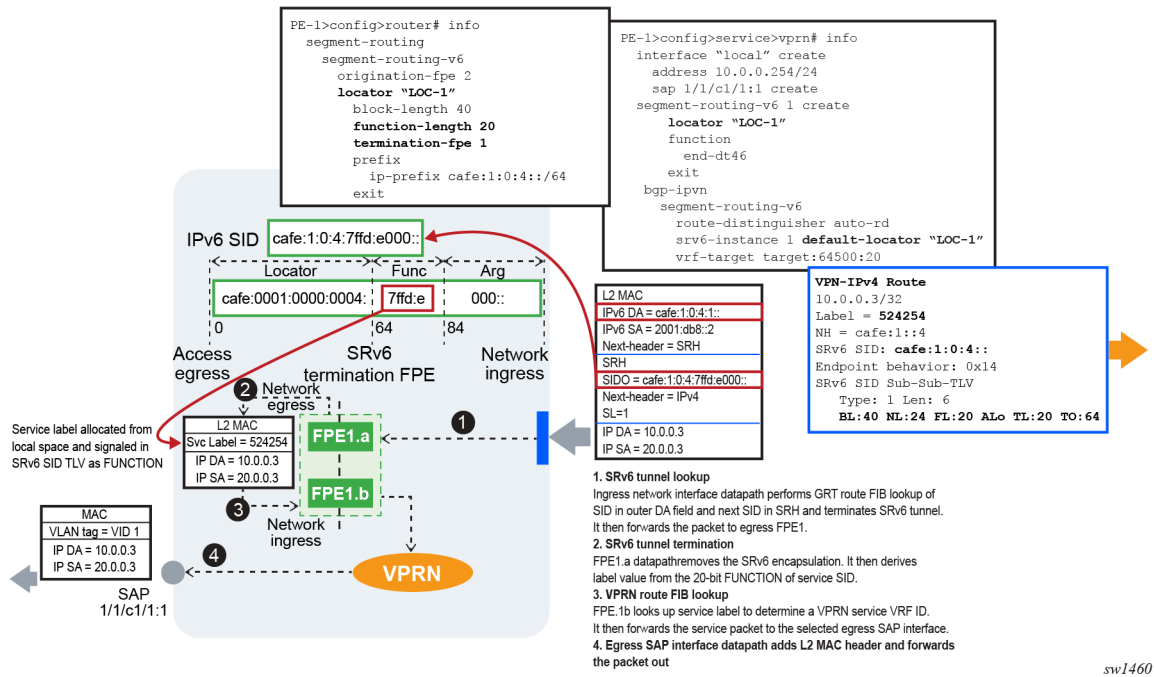 PE-1>config>router# info
segment-routing
segment-routing-v6
origination-fpe 2
locator “LOC-1”
block-length 40
function-length 20
termination-fpe 1
prefix
ip-prefix cafe:1:0:4::/64
exit
PE-1>config>service>vprn# info
interface “local” create
address 10.0.0.254/24
sap 1/1/c1/1:1 create
segment-routing-v6 1 create
locator “LOC-1”
function
end-dt46
exit
bgp-ipvn
segment-routing-v6
route-distinguisher auto-rd
srv6-instance 1 default-locator “LOC-1”
vrf-target target:64500:20
IPv6 SID
cafe:1:0:4:7ffd:e000::
Locator
Func
Arg
cafe:0001:0000:0004:
7ffd:e
000::
0
64
84
Access
egress
SRv6
termination FPE
Network
ingress
VPN-IPv4 Route
10.0.0.3/32
Label = 524254
NH = cafe:1::4
SRv6 SID: cafe:1:0:4::
Endpoint behavior: 0x14
SRv6 SID Sub-Sub-TLV
Type: 1 Len: 6
BL:40 NL:24 FL:20 ALo TL:20 TO:64
L2 MAC
IPv6 DA = cafe:1:0:4:1::
IPv6 SA = 2001:db8::2
Next-header = SRH
SRH
SIDO = cafe:1:0:4:7ffd:e000::
Next-header = IPv4
SL=1
IP DA = 10.0.0.3
IP SA = 20.0.0.3
2
Network
egress
1
Service label allocated from
local space and signaled in
SRv6 SID TLV as FUNCTION
L2 MAC
Svc Label = 524254
IP DA = 10.0.0.3
IP SA = 20.0.0.3
FPE1.a
FPE1.b
3
Network
ingress
MAC
VLAN tag = VID 1
IP DA = 10.0.0.3
IP SA = 20.0.0.3
4
VPRN
SAP
1/1/c1/1:1
1. SRv6 tunnel lookup
Ingress network interface datapath performs GRT route FIB lookup of
SID in outer DA field and next SID in SRH and terminates SRv6 tunnel.
It then forwards the packet to egress FPE1.
2. SRv6 tunnel termination
FPE1.a datapathremoves the SRv6 encapsulation. It then derives
label value from the 20-bit FUNCTION of service SID.
3. VPRN route FIB lookup
FPE.1b looks up service label to determine a VPRN service VRF ID.
It then forwards the service packet to the selected egress SAP interface.
4. Egress SAP interface datapath adds L2 MAC header and forwards
the packet out
sw1460